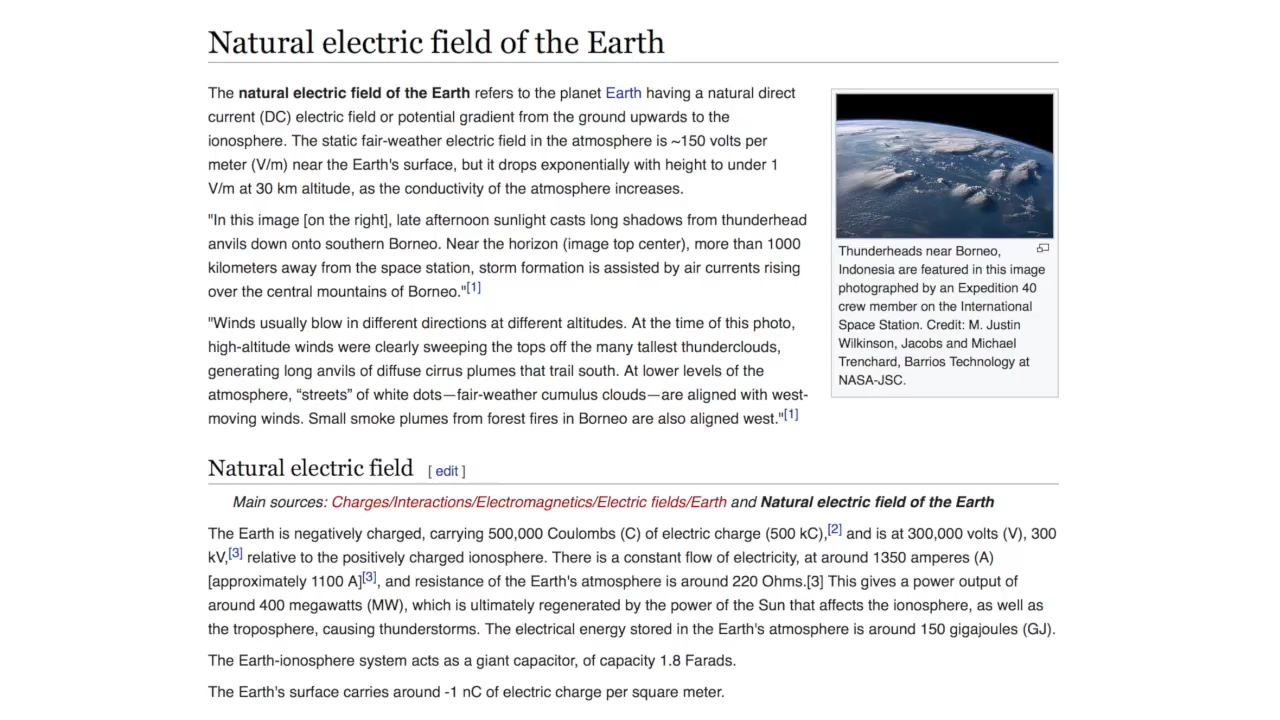 Natural electric field of the Earth
The natural electric field of the Earth refers to the planet Earth having a natural direct
current (DC) electric field or potential gradient from the ground upwards to the
ionosphere. The static fair-weather electric field in the atmosphere is ~150 volts per
meter (V/m) near the Earth's surface, but it drops exponentially with height to under 1
V/m at 30 km altitude, as the conductivity of the atmosphere increases.
"In this image [on the right], late afternoon sunlight casts long shadows from thunderhead
anvils down onto southern Borneo. Near the horizon (image top center), more than 1000
kilometers away from the space station, storm formation is assisted by air currents rising
over the central mountains of Borneo."[1]
"Winds usually blow in different directions at different altitudes. At the time of this photo,
high-altitude winds were clearly sweeping the tops off the many tallest thunderclouds,
generating long anvils of diffuse cirrus plumes that trail south. At lower levels of the
atmosphere, “streets” of white dots—fair-weather cumulus clouds—are aligned with west-
moving winds. Small smoke plumes from forest fires in Borneo are also aligned west."[1]
Thunderheads near Borneo,
Indonesia are featured in this image
photographed by an Expedition 40
crew member on the International
Space Station. Credit: M. Justin
Wilkinson, Jacobs and Michael
Trenchard, Barrios Technology at
NASA-JSC.
Natural electric field [ edit ]
Main sources: Charges/Interactions/Electromagnetics/Electric fields/Earth and Natural electric field of the Earth
The Earth is negatively charged, carrying 500,000 Coulombs (C) of electric charge (500 kC),[2] and is at 300,000 volts (V), 300
kV,[3] relative to the positively charged ionosphere. There is a constant flow of electricity, at around 1350 amperes (A)
[approximately 1100 A][3], and resistance of the Earth's atmosphere is around 220 Ohms.[3] This gives a power output of
around 400 megawatts (MW), which is ultimately regenerated by the power of the Sun that affects the ionosphere, as well as
the troposphere, causing thunderstorms. The electrical energy stored in the Earth's atmosphere is around 150 gigajoules (GJ).
The Earth-ionosphere system acts as a giant capacitor, of capacity 1.8 Farads.
The Earth's surface carries around -1 nC of electric charge per square meter.